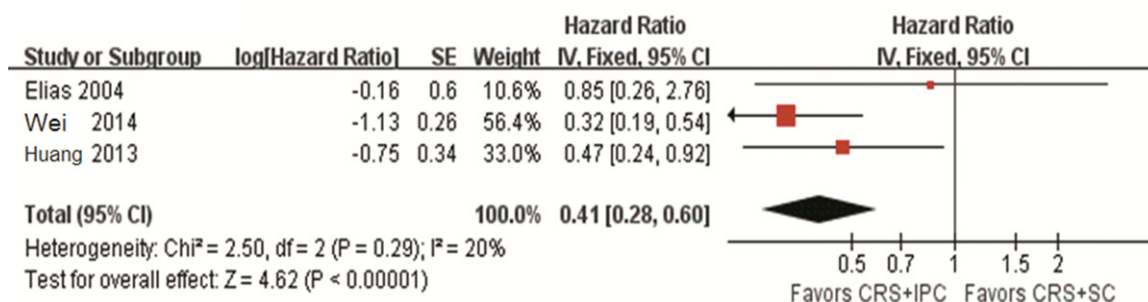 Hazard Ratio Hazard Ratio
Study or Subgroup log[Hazard Ratio] SE Weight IV, Fixed, 95% CI IV, Fixed, 95% CI
Elias 2004 -0.16 0.6 10.6% 0.85 [0.26, 2.76]
Wei 2014 -1.13 0.26 56.4% 0.32 [0.19, 0.54]
Huang 2013 -0.75 0.34 33.0% 0.47 [0.24, 0.92]
Total (95% CI) 100.0% 0.41 [0.28, 0.60]
Heterogeneity: Chi² = 2.50, df = 2 (P = 0.29); I² = 20%
Test for overall effect: Z = 4.62 (P < 0.00001)
0.5 0.7 1 1.5 2
Favors CRS+IPC Favors CRS+SC